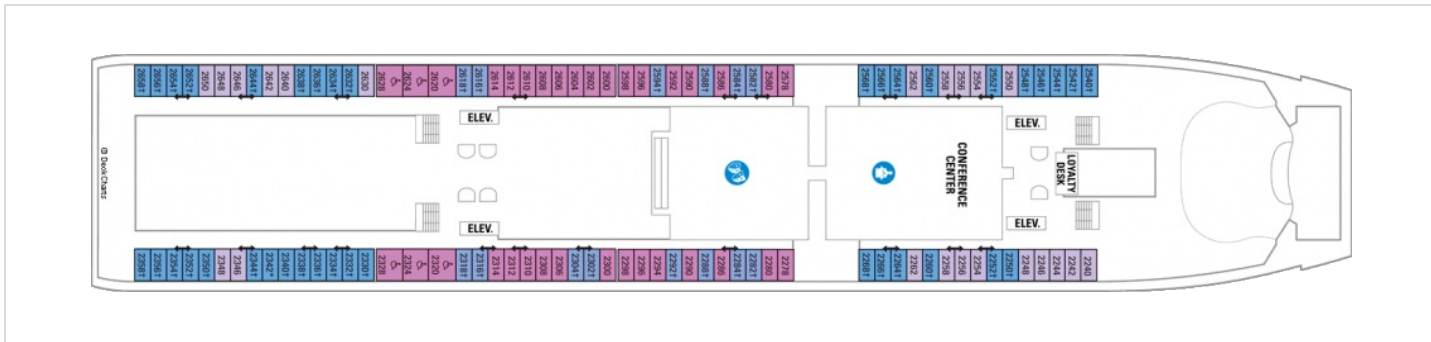 2658† 2656† 2654† 2652† 2650 2648 2646 2644† 2642 2640 2638† 2636† 2634† 2632† 2630 2628 2624 2620 2618† 2616† 2614 2612 2610 2608 2606 2604 2602 2600 2598 2596 2594† 2592 2590 2588† 2586 2584† 2582† 2580 2578 2568† 2566† 2564† 2562 2560† 2558 2556 2554 2552† 2550 2548† 2546† 2544† 2542† 2540†
ELEV.
ELEV.
© DeckCharts
CONFERENCE
CENTER
LOYALTY
DESK
ELEV.
ELEV.
2358† 2356† 2354† 2352† 2350† 2348 2346 2344† 2342^ 2340† 2338† 2336† 2334† 2332† 2330† 2328 2324 2320 2318† 2316† 2314 2312 2310 2308 2306 2304† 2302† 2300 2298 2296 2294 2292† 2290 2288† 2286 2284† 2282† 2280 2278 2268† 2266† 2264† 2262 2260† 2258 2256 2254 2252† 2250† 2248 2246 2244 2242 2240